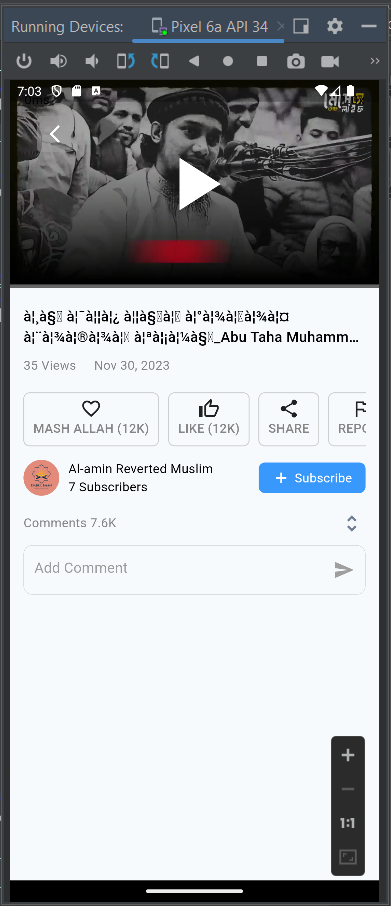 Running Devices:
Pixel 6a API 34
7:03
মোসলেম
à¦¸à§ à¦¯à¦¦à¦¿ à¦¦à§à¦ à¦°à¦¾à¦à¦¾à¦¤
à¦¨à¦¾à¦®à¦¾à¦ à¦ªà¦¡à¦¼à§_Abu Taha Muhamm...
35 Views Nov 30, 2023
MASH ALLAH (12K)
LIKE (12K)
SHARE
REPO
Al-amin Reverted Muslim
7 Subscribers
+ Subscribe
Comments 7.6K
Add Comment
1:1